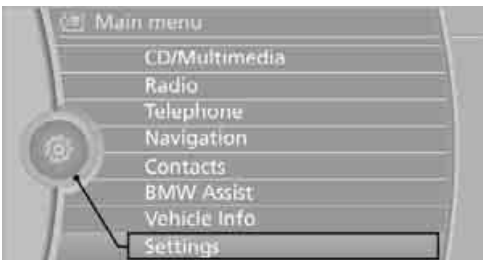 Main menu
CD/Multimedia
Radio
Telephone
Navigation
Contacts
BMW Assist
Vehicle Info
Settings